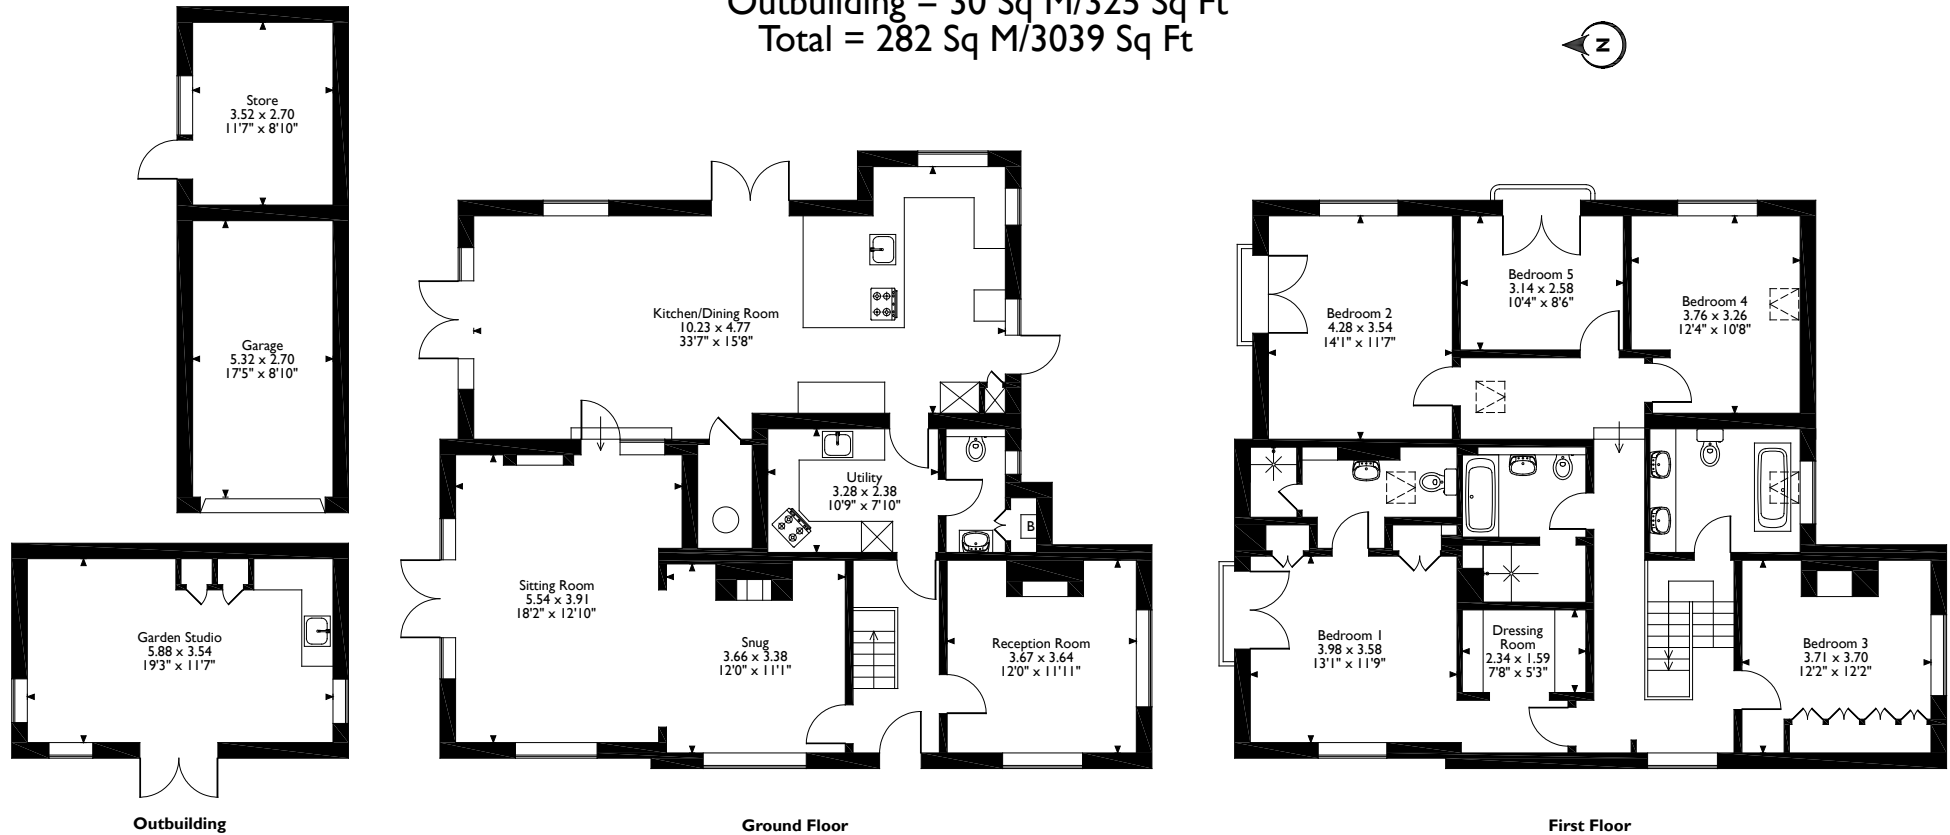 Outbuilding = 30 Sq M/325 Sq Ft
Total = 282 Sq M/3039 Sq Ft
N
Store
3.52 x 2.70
11'7" x 8'10"
Garage
5.32 x 2.70
17'5" x 8'10"
Garden Studio
5.88 x 3.54
19'3" x 11'7"
Outbuilding
Kitchen/Dining Room
10.23 x 4.77
33'7" x 15'8"
Utility
3.28 x 2.38
10'9" x 7'10"
B
Sitting Room
5.54 x 3.91
18'2" x 12'10"
Snug
3.66 x 3.38
12'0" x 11'1"
Reception Room
3.67 x 3.64
12'0" x 11'11"
Ground Floor
Bedroom 2
4.28 x 3.54
14'1" x 11'7"
Bedroom 5
3.14 x 2.58
10'4" x 8'6"
Bedroom 4
3.76 x 3.26
12'4" x 10'8"
Bedroom 1
3.98 x 3.58
13'1" x 11'9"
Dressing
Room
2.34 x 1.59
7'8" x 5'3"
Bedroom 3
3.71 x 3.70
12'2" x 12'2"
First Floor